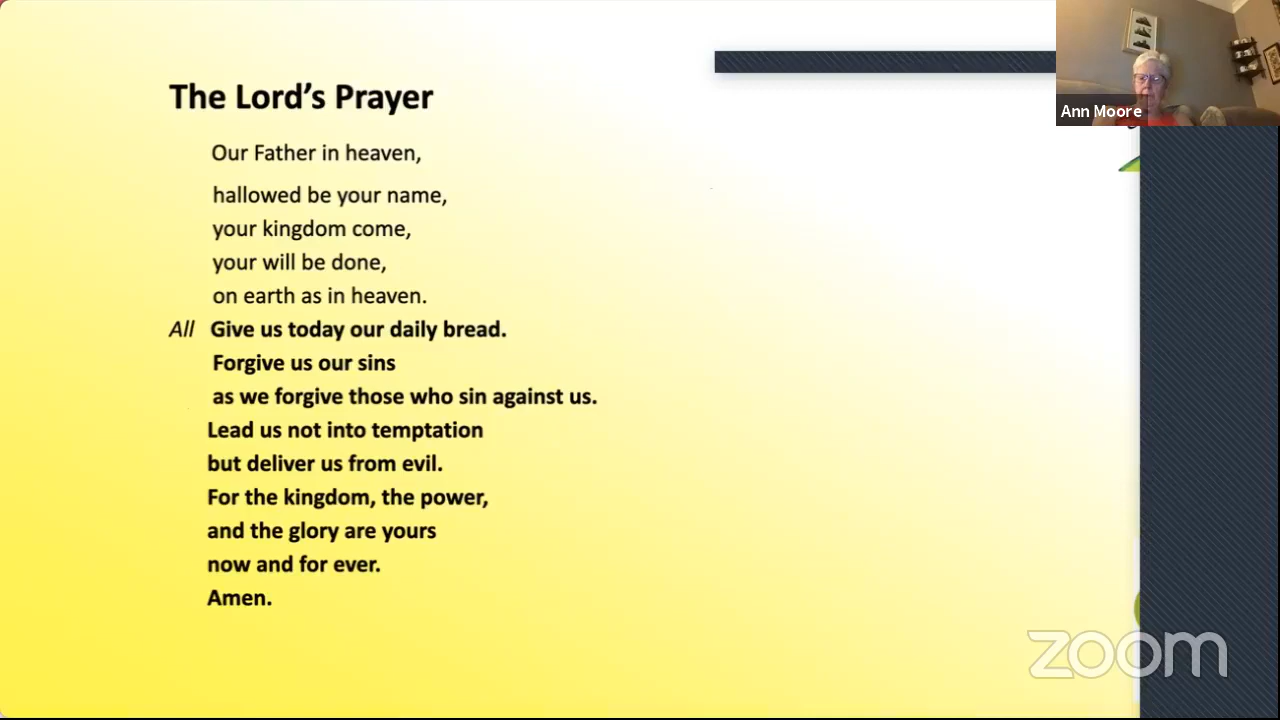 The Lord’s Prayer
Our Father in heaven,
hallowed be your name,
your kingdom come,
your will be done,
on earth as in heaven.
All Give us today our daily bread.
Forgive us our sins
as we forgive those who sin against us.
Lead us not into temptation
but deliver us from evil.
For the kingdom, the power,
and the glory are yours
now and for ever.
Amen.
Ann Moore
zoom